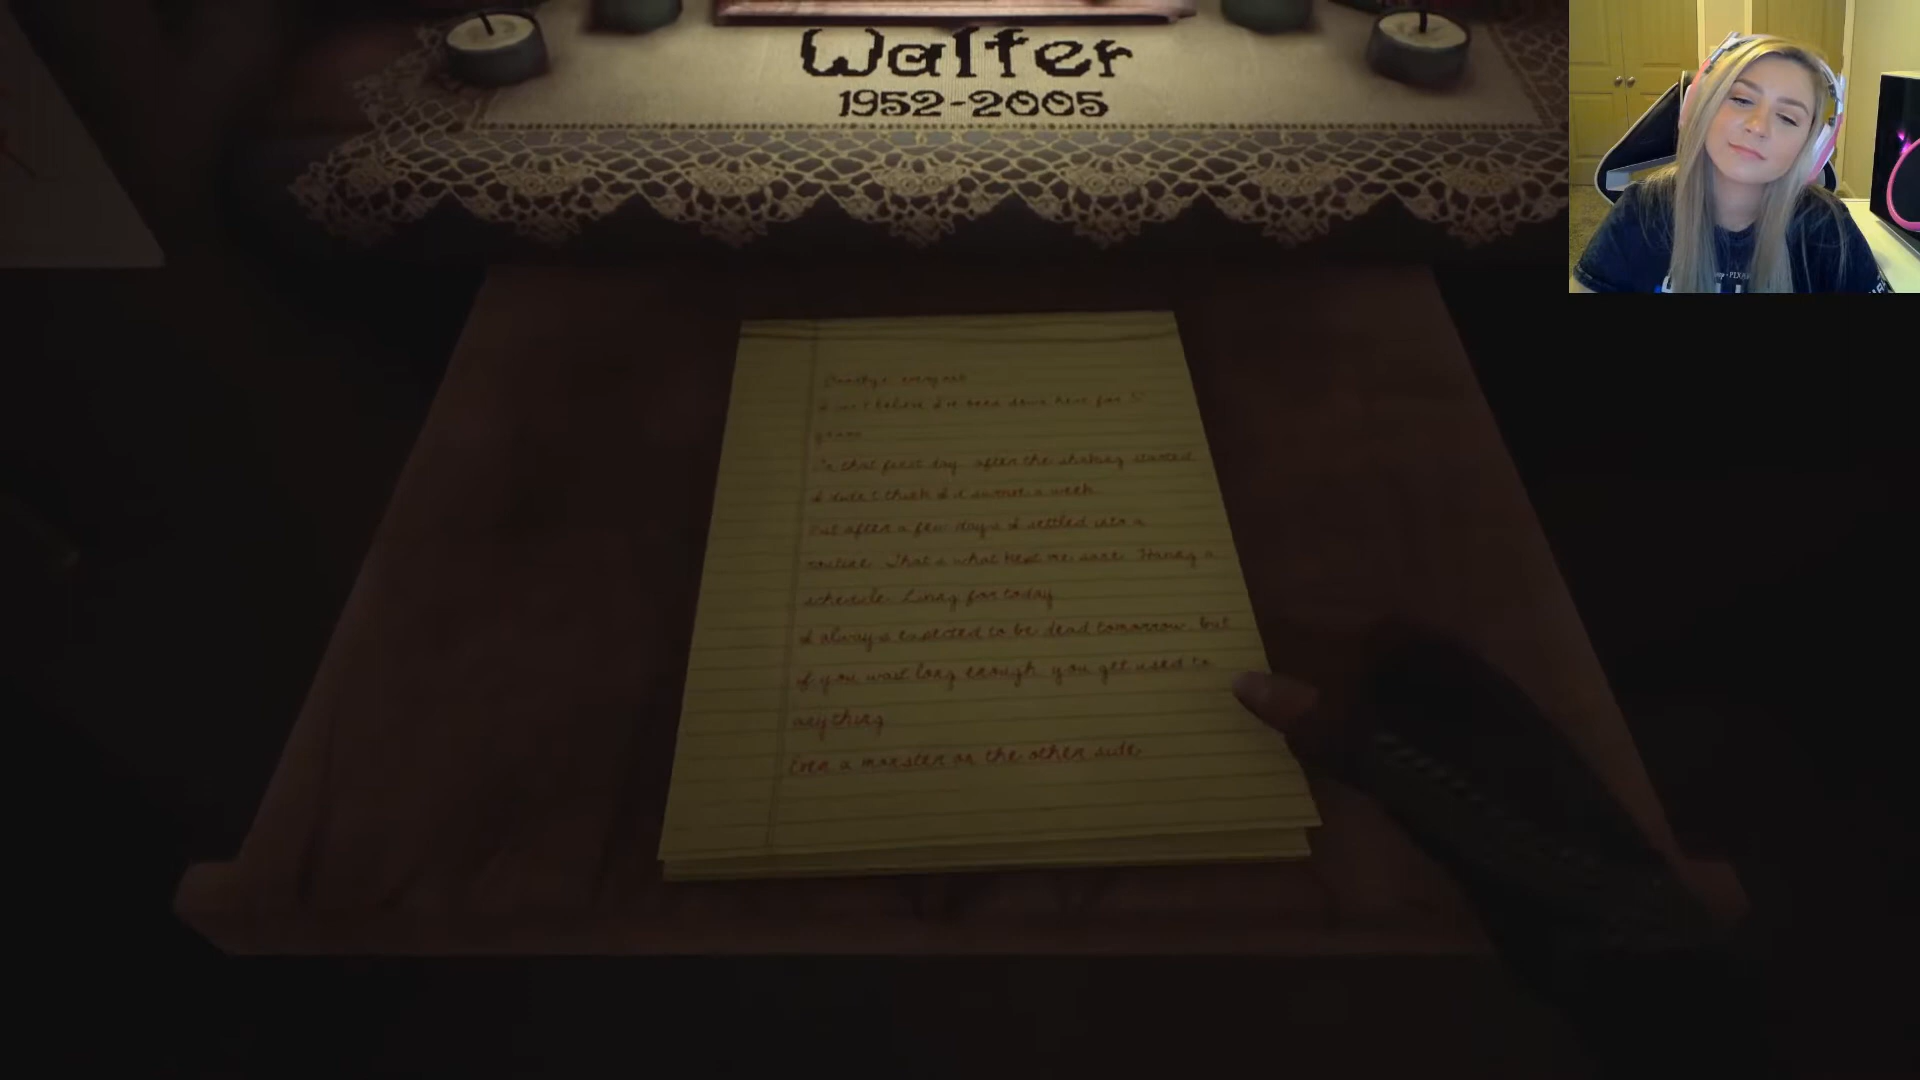 Walter
1952-2005
Goodbye everyone
I can't believe I've been down here for
years
On that first day, after the shaking started
I didn't think I'd survive a week
But after a few days I settled into a
routine. That's what kept me sane. Having a
schedule. Living for today.
I always expected to be dead tomorrow, but
if you wait long enough, you get used to
anything
Even a monster on the other side
PIXAR